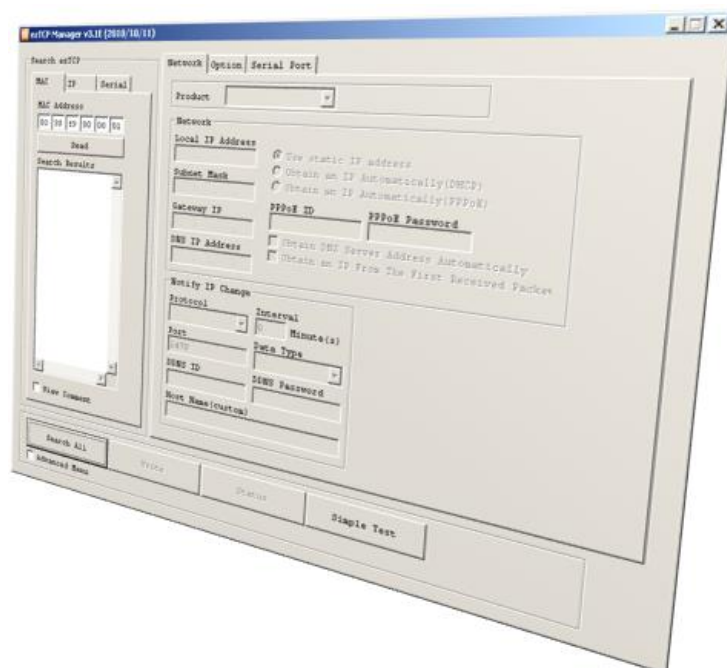 ezTCP Manager v3.1E (2010/10/11)
Search ezTCP
MAC IP Serial
MAC Address
00 30 f9 00 00 00
Read
Search Results
View Comment
Search All
Advanced Menu
Write
Status
Simple Test
Network Option Serial Port
Product
Network
Local IP Address
Subnet Mask
Gateway IP
DNS IP Address
Use static IP address
Obtain an IP Automatically(DHCP)
Obtain an IP Automatically(PPPoE)
PPPoE ID PPPoE Password
Obtain DNS Server Address Automatically
Obtain an IP From The First Received Packet
Notify IP Change
Protocol
Interval
0 Minute(s)
Port
1470
Data Type
DDNS ID
DDNS Password
Host Name(custom)